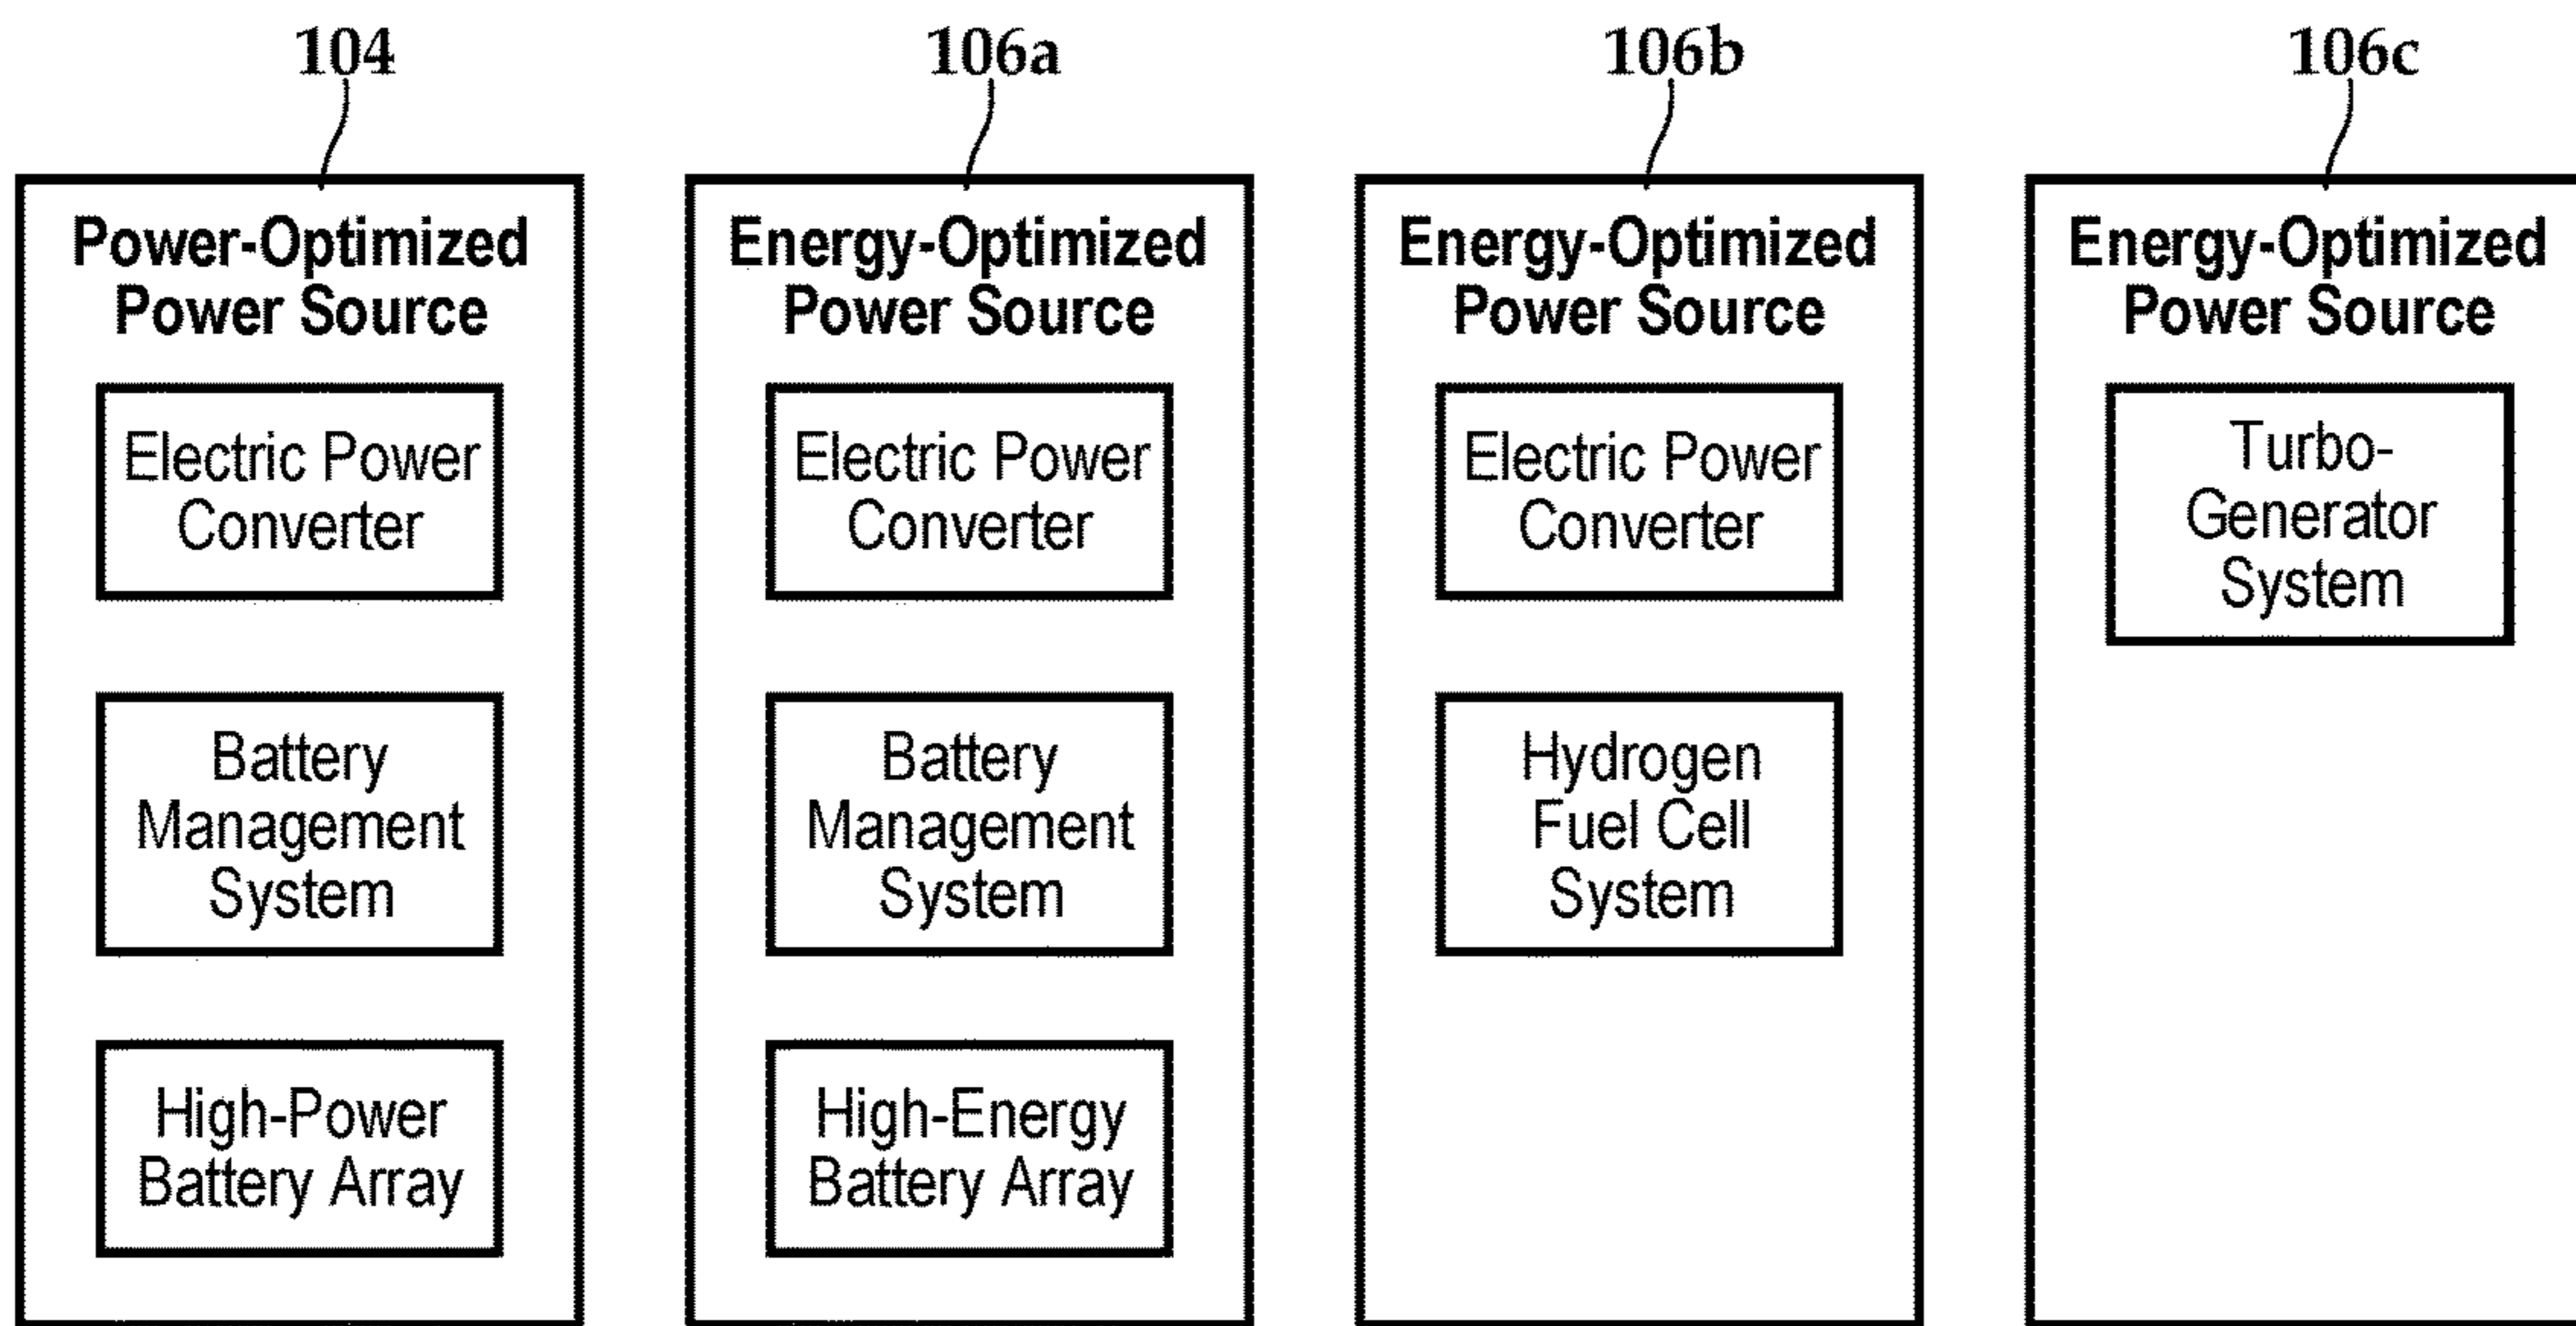 104
Power-Optimized
Power Source
Electric Power
Converter
Battery
Management
System
High-Power
Battery Array
106a
Energy-Optimized
Power Source
Electric Power
Converter
Battery
Management
System
High-Energy
Battery Array
106b
Energy-Optimized
Power Source
Electric Power
Converter
Hydrogen
Fuel Cell
System
106c
Energy-Optimized
Power Source
Turbo-
Generator
System